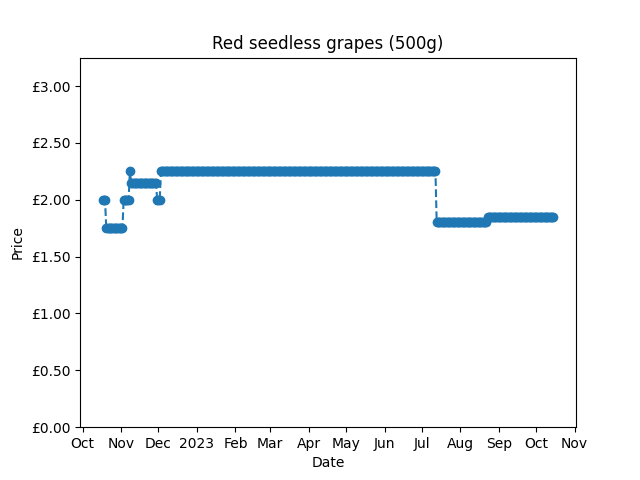 Red seedless grapes (500g)
£3.00
£2.50
£2.00
£1.50
£1.00
£0.50
£0.00
Price
Oct Nov Dec 2023 Feb Mar Apr May Jun Jul Aug Sep Oct Nov
Date